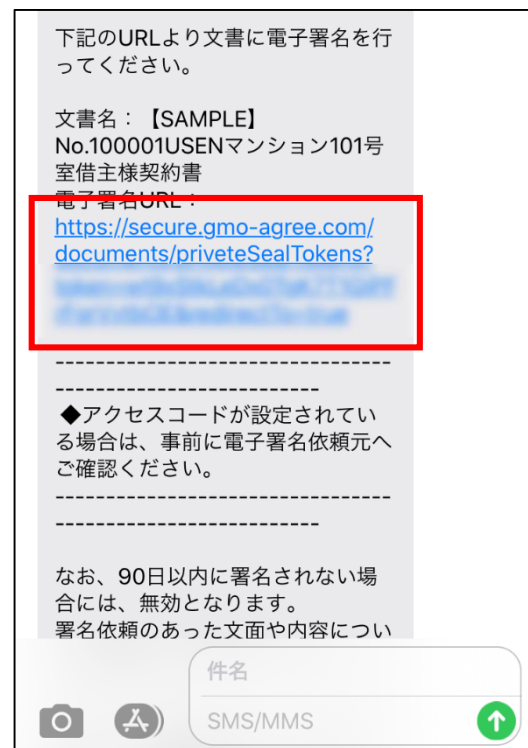 下記のURLより文書に電子署名を行
ってください。
文書名：【SAMPLE】
No.100001USENマンション101号
室借主様契約書
電子署名URL：
https://secure.gmo-agree.com/
documents/priveteSealTokens?
---------------------------------
--------------------------
◆アクセスコードが設定されてい
る場合は、事前に電子署名依頼元へ
ご確認ください。
---------------------------------
--------------------------
なお、90日以内に署名されない場
合には、無効となります。
署名依頼のあった文面や内容につい
件名
SMS/MMS